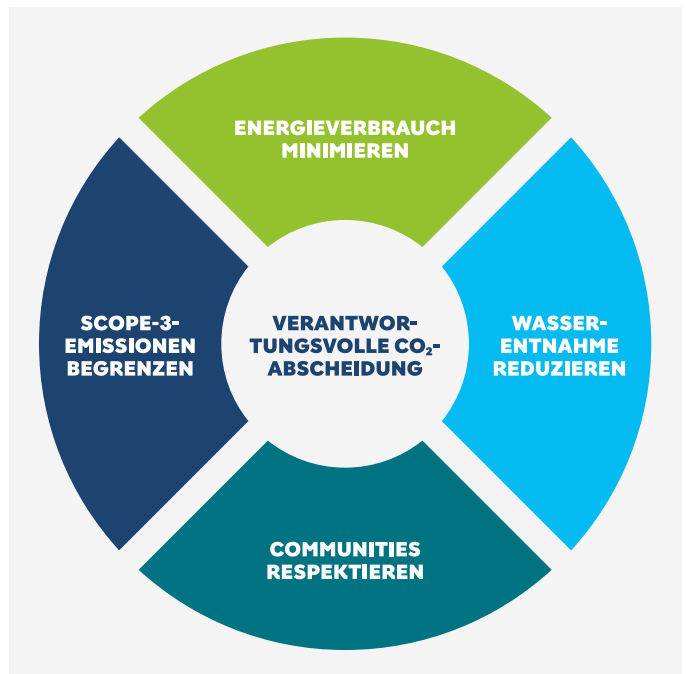 ENERGIEVERBRAUCH
MINIMIEREN
SCOPE-3-
EMISSIONEN
BEGRENZEN
VERANTWOR-
TUNGSVOLLE CO₂-
ABSCHEIDUNG
WASSER-
ENTNAHME
REDUZIEREN
COMMUNITIES
RESPEKTIEREN